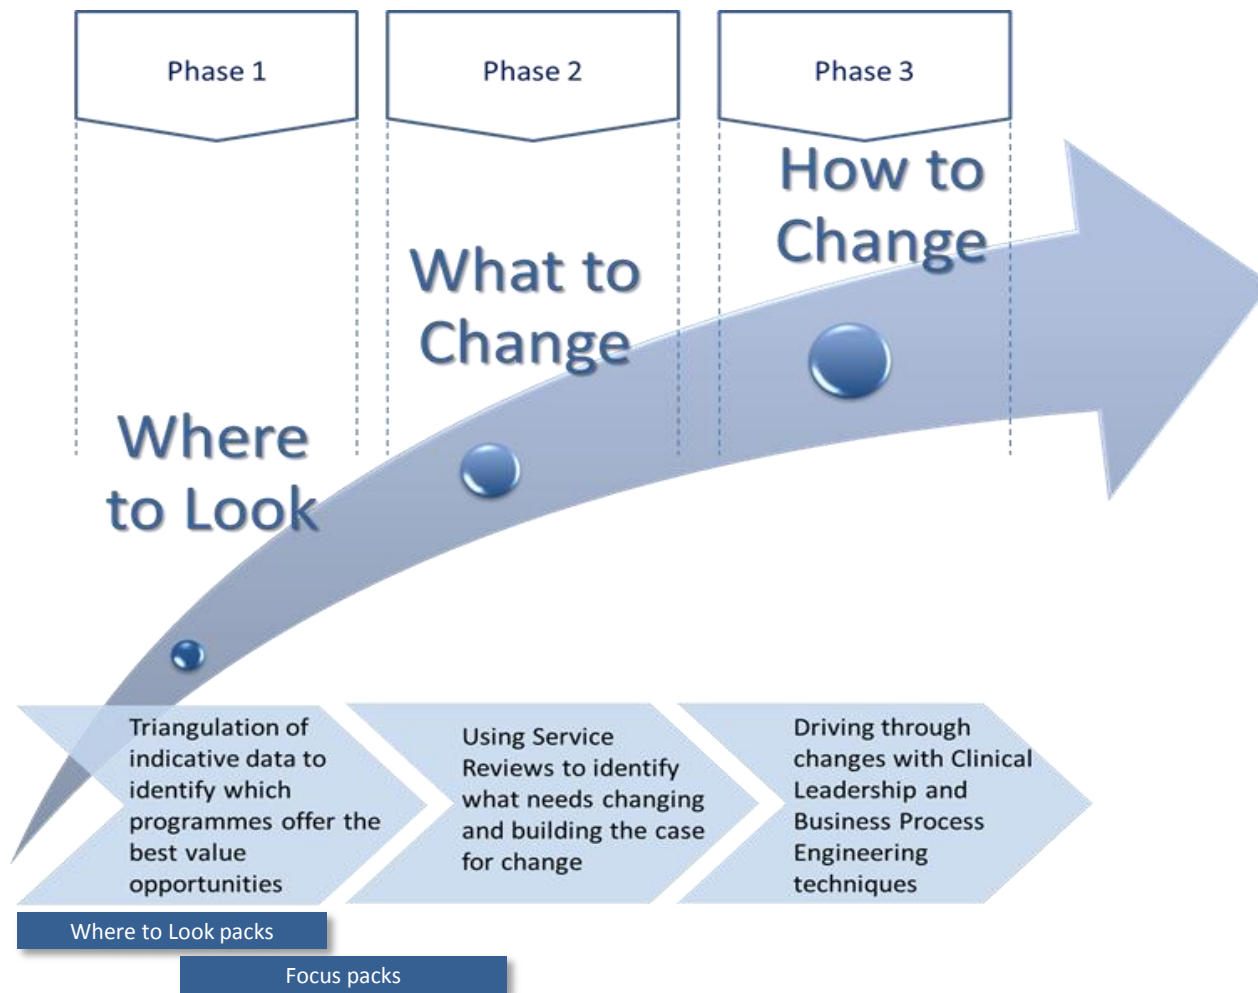 Phase 1
Phase 2
Phase 3
How to
Change
What to
Change
Where
to Look
Triangulation of
indicative data to
identify which
programmes offer the
best value
opportunities
Using Service
Reviews to identify
what needs changing
and building the case
for change
Driving through
changes with Clinical
Leadership and
Business Process
Engineering
techniques
Where to Look packs
Focus packs